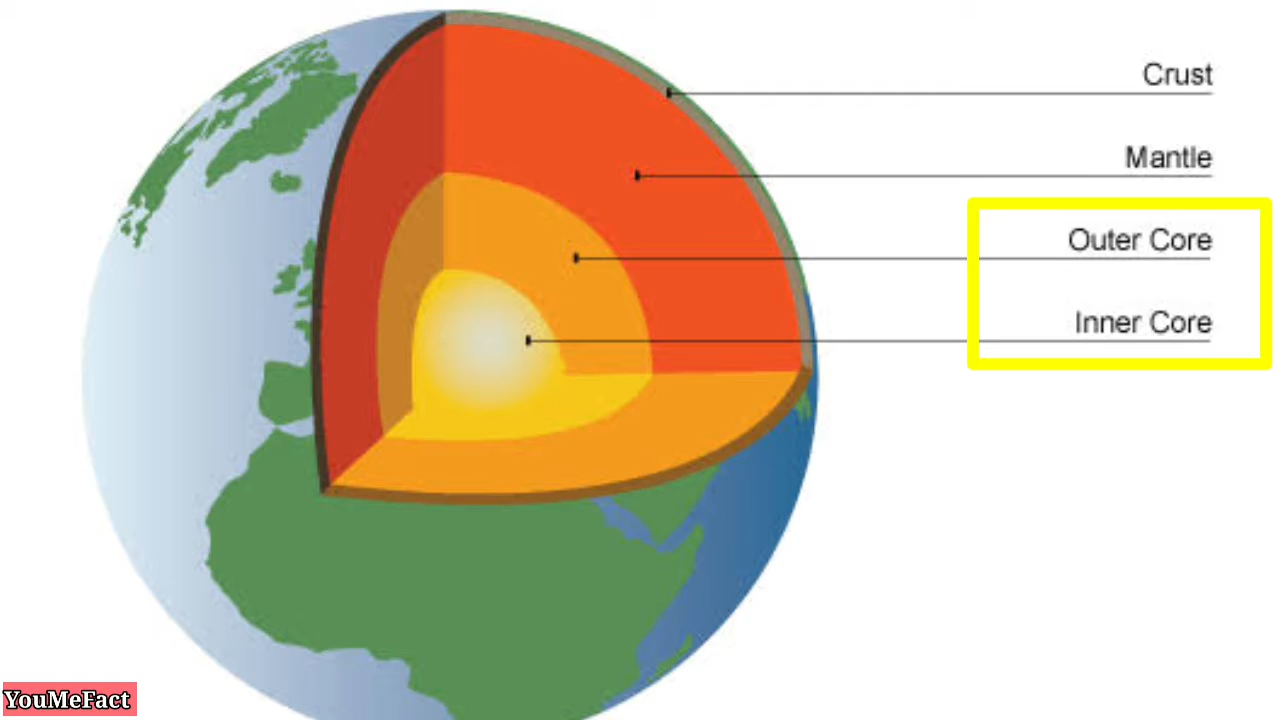 Crust
Mantle
Outer Core
Inner Core
YouMeFact